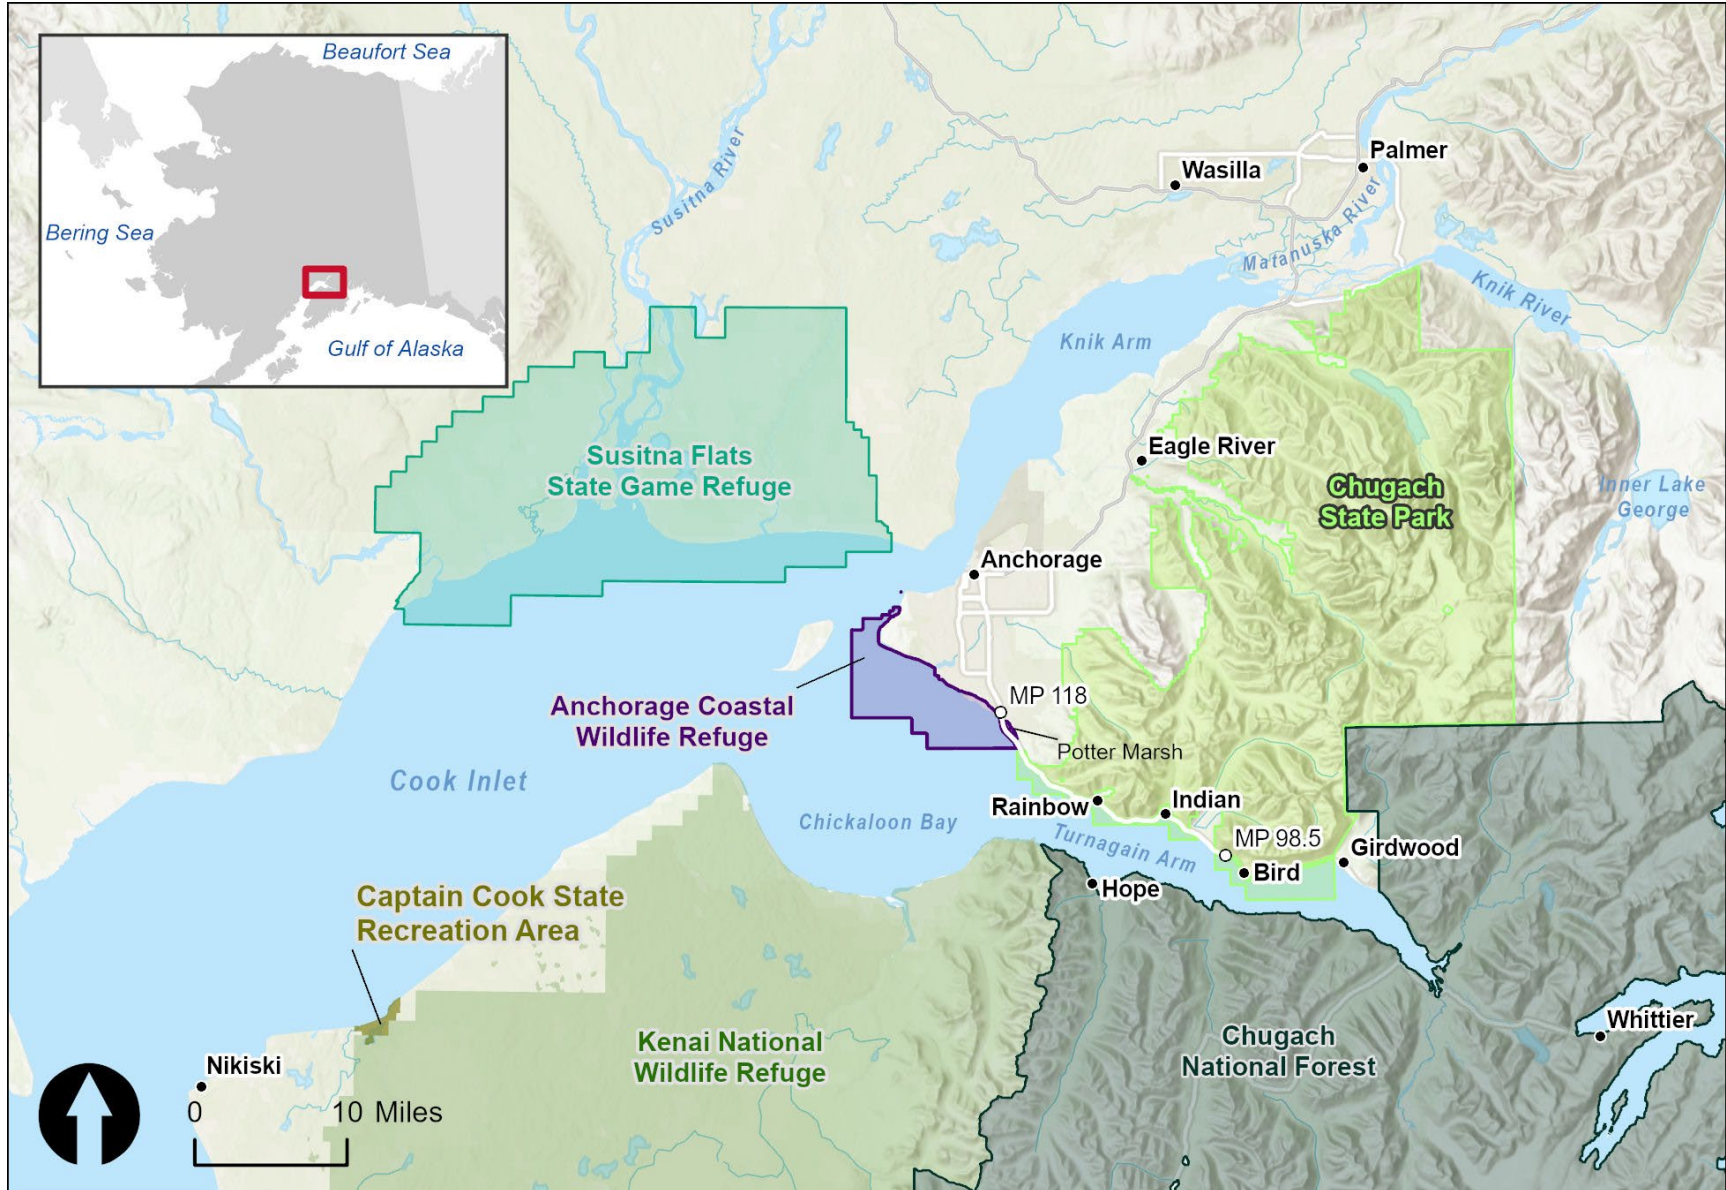 Beaufort Sea
Bering Sea
Gulf of Alaska
Susitna River
Wasilla
Palmer
Matanuska River
Knik River
Knik Arm
Eagle River
Susitna Flats
State Game Refuge
Chugach
State Park
Inner Lake
George
Anchorage
Anchorage Coastal
Wildlife Refuge
MP 118
Potter Marsh
Cook Inlet
Chickaloon Bay
Rainbow
Indian
Turnagain Arm
MP 98.5
Girdwood
Bird
Hope
Captain Cook State
Recreation Area
Kenai National
Wildlife Refuge
Chugach
National Forest
Whittier
Nikiski
0 10 Miles